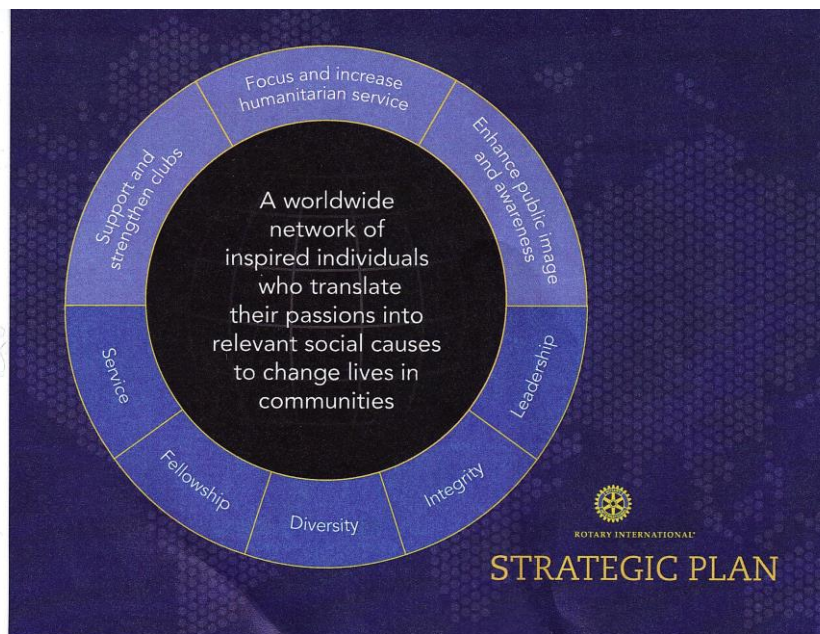 Focus and increase
humanitarian service
Support and
strengthen clubs
Enhance public image
and awareness
A worldwide
network of
inspired individuals
who translate
their passions into
relevant social causes
to change lives in
communities
Service
Fellowship
Diversity
Integrity
Leadership
ROTARY INTERNATIONAL®
STRATEGIC PLAN